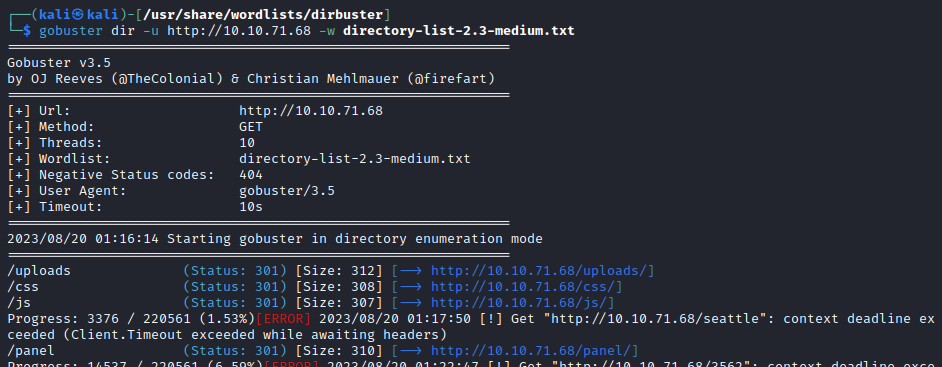 ┌──(kali㉿kali)-[/usr/share/wordlists/dirbuster]
└─$ gobuster dir -u http://10.10.71.68 -w directory-list-2.3-medium.txt
===============================================================
Gobuster v3.5
by OJ Reeves (@TheColonial) & Christian Mehlmauer (@firefart)
===============================================================
[+] Url:                     http://10.10.71.68
[+] Method:                  GET
[+] Threads:                 10
[+] Wordlist:                directory-list-2.3-medium.txt
[+] Negative Status codes:   404
[+] User Agent:              gobuster/3.5
[+] Timeout:                 10s
===============================================================
2023/08/20 01:16:14 Starting gobuster in directory enumeration mode
===============================================================
/uploads              (Status: 301) [Size: 312] [--> http://10.10.71.68/uploads/]
/css                  (Status: 301) [Size: 308] [--> http://10.10.71.68/css/]
/js                   (Status: 301) [Size: 307] [--> http://10.10.71.68/js/]
Progress: 3376 / 220561 (1.53%)[ERROR] 2023/08/20 01:17:50 [!] Get "http://10.10.71.68/seattle": context deadline ex
ceeded (Client.Timeout exceeded while awaiting headers)
/panel                (Status: 301) [Size: 310] [--> http://10.10.71.68/panel/]
Progress: 14537 / 220561 (6.59%)[ERROR] 2023/08/20 01:22:47 [!] Get "http://10.10.71.68/3562": context deadline exce